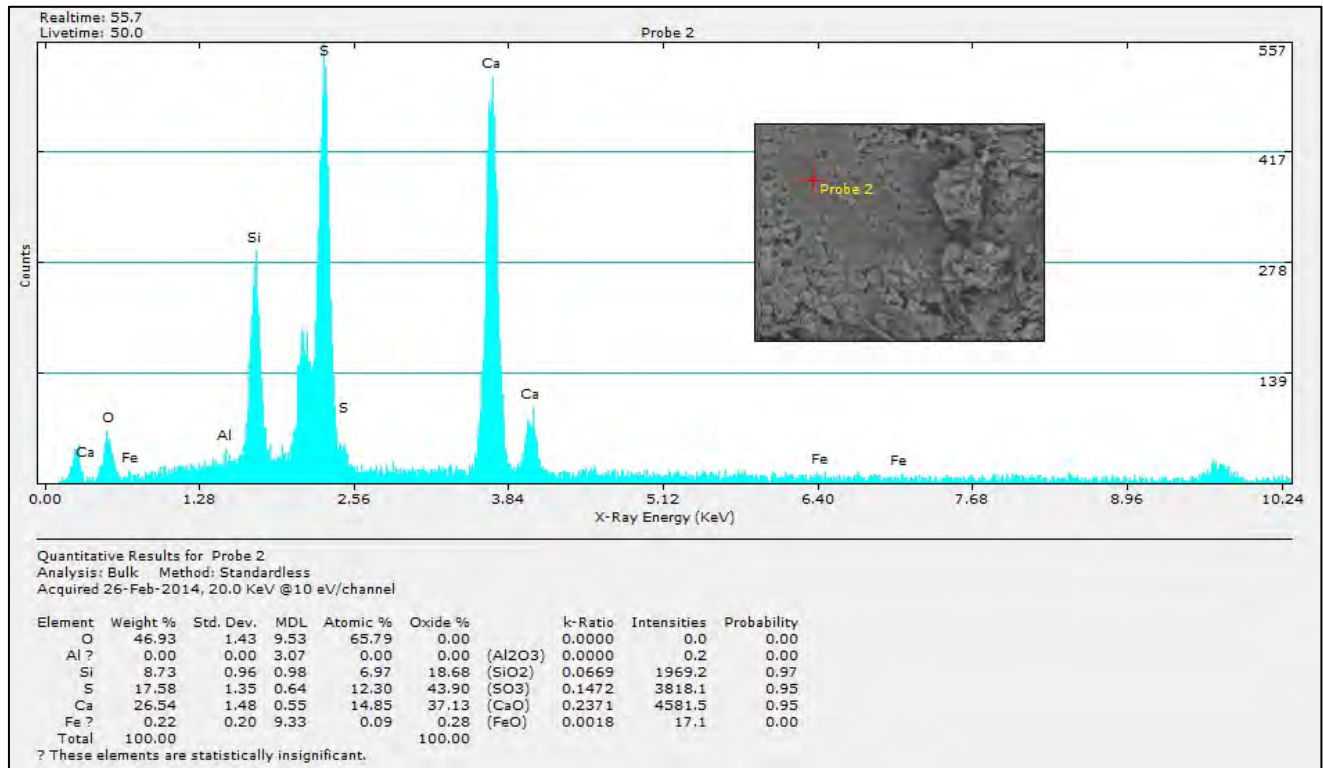 Realtime: 55.7
Livetime: 50.0
Probe 2
557
S
Ca
417
Probe 2
Si
278
Counts
139
Ca
S
O
Al
Ca
Fe
Fe
Fe
0.00 1.28 2.56 3.84 5.12 6.40 7.68 8.96 10.24
X-Ray Energy (KeV)
Quantitative Results for Probe 2
Analysis: Bulk Method: Standardless
Acquired 26-Feb-2014, 20.0 KeV @10 eV/channel
Element Weight % Std. Dev. MDL Atomic % Oxide % k-Ratio Intensities Probability
O 46.93 1.43 9.53 65.79 0.00 0.0000 0.0 0.00
Al ? 0.00 0.00 3.07 0.00 0.00 (Al2O3) 0.0000 0.2 0.00
Si 8.73 0.96 0.98 6.97 18.68 (SiO2) 0.0669 1969.2 0.97
S 17.58 1.35 0.64 12.30 43.90 (SO3) 0.1472 3818.1 0.95
Ca 26.54 1.48 0.55 14.85 37.13 (CaO) 0.2371 4581.5 0.95
Fe ? 0.22 0.20 9.33 0.09 0.28 (FeO) 0.0018 17.1 0.00
Total 100.00 100.00
? These elements are statistically insignificant.